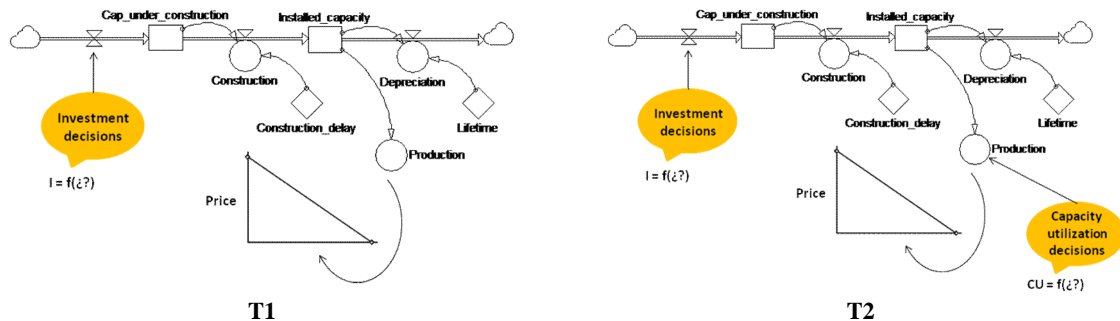 Cap_under_construction
Installed_capacity
Construction
Depreciation
Investment
decisions
Construction_delay
Lifetime
Production
I = f(¿?)
Price
T1
Cap_under_construction
Installed_capacity
Construction
Depreciation
Investment
decisions
Construction_delay
Lifetime
Production
I = f(¿?)
Price
Capacity
utilization
decisions
CU = f(¿?)
T2